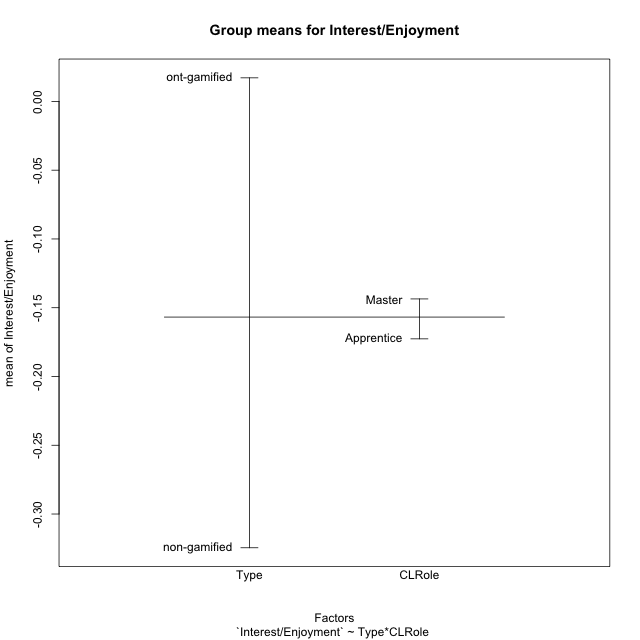 Group means for Interest/Enjoyment
mean of Interest/Enjoyment
0.00
-0.05
-0.10
-0.15
-0.20
-0.25
-0.30
ont-gamified
Master
Apprentice
non-gamified
Type
CLRole
Factors
`Interest/Enjoyment` ~ Type*CLRole